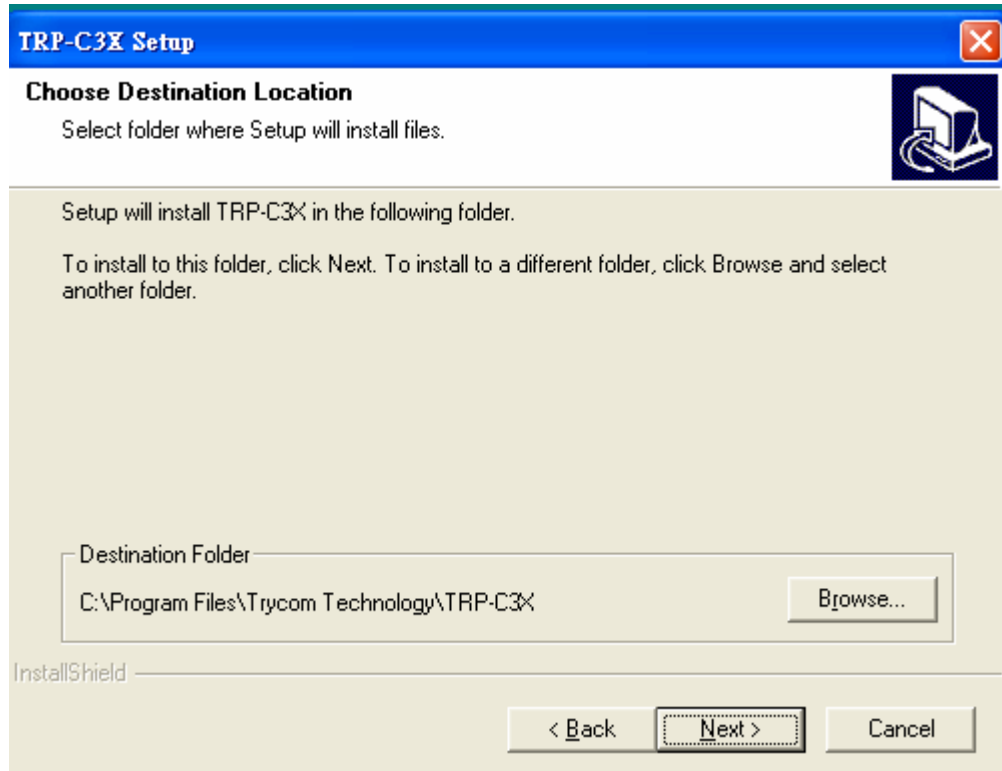 TRP-C3X Setup
Choose Destination Location
Select folder where Setup will install files.
Setup will install TRP-C3X in the following folder.
To install to this folder, click Next. To install to a different folder, click Browse and select
another folder.
Destination Folder
C:\Program Files\Trycom Technology\TRP-C3X
Browse...
InstallShield
< Back
Next >
Cancel